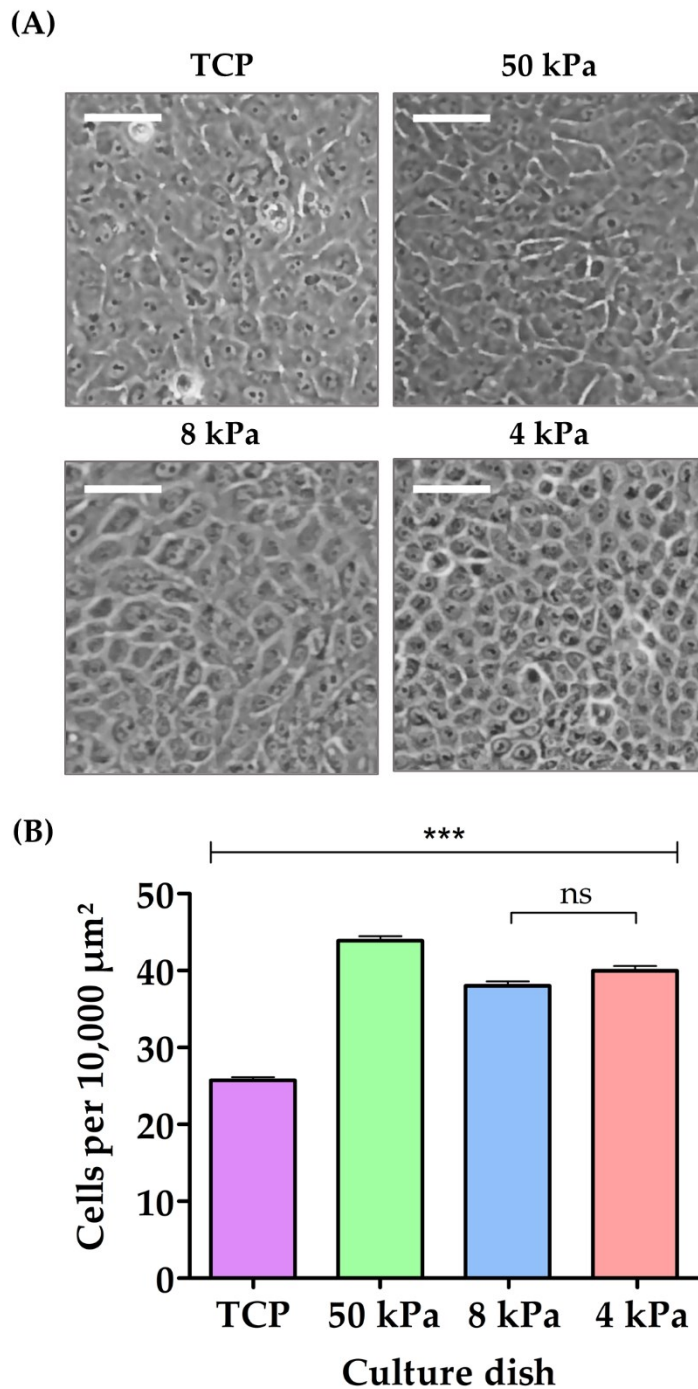 (A)
TCP 50 kPa
8 kPa 4 kPa
(B)
***
ns
50
40
30
20
10
0
Cells per 10,000 µm²
TCP 50 kPa 8 kPa 4 kPa
Culture dish